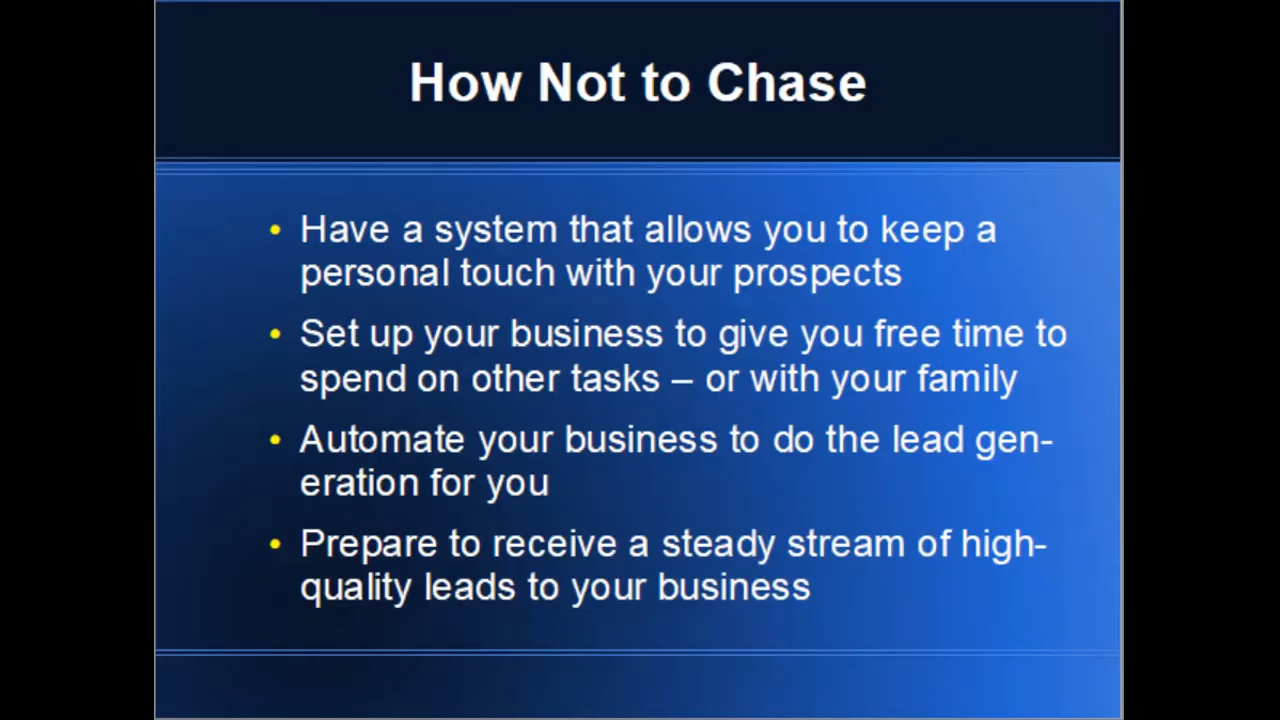 How Not to Chase
• Have a system that allows you to keep a
personal touch with your prospects
• Set up your business to give you free time to
spend on other tasks – or with your family
• Automate your business to do the lead gen-
eration for you
• Prepare to receive a steady stream of high-
quality leads to your business